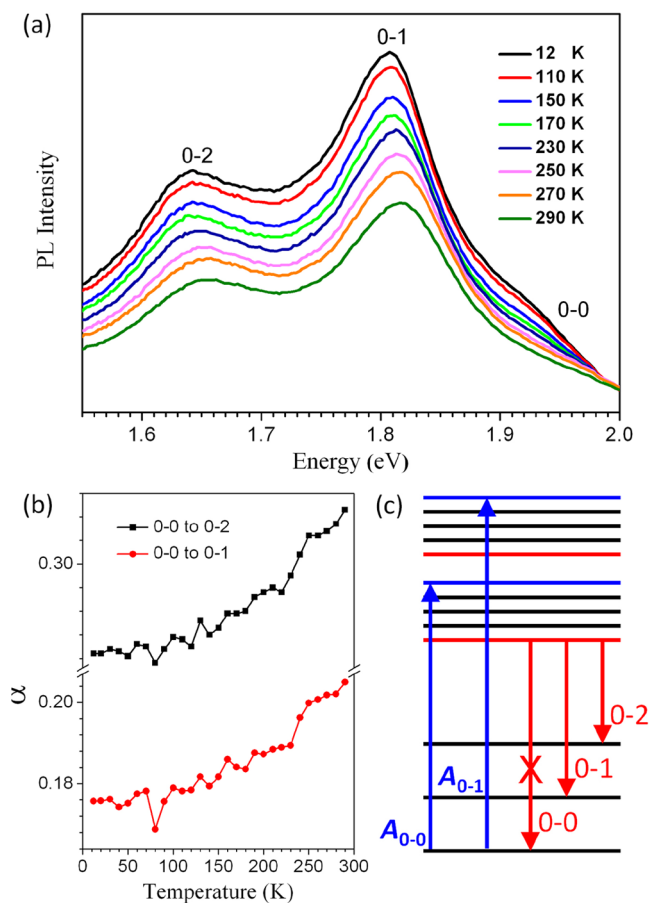 (a)
0-1
0-2
0-0
12 K
110 K
150 K
170 K
230 K
250 K
270 K
290 K
PL Intensity
1.6 1.7 1.8 1.9 2.0
Energy (eV)
(b)
0-0 to 0-2
0-0 to 0-1
0.30
0.20
0.18
α
0 50 100 150 200 250 300
Temperature (K)
(c)
0-2
0-1
X
0-0
A0-1
A0-0